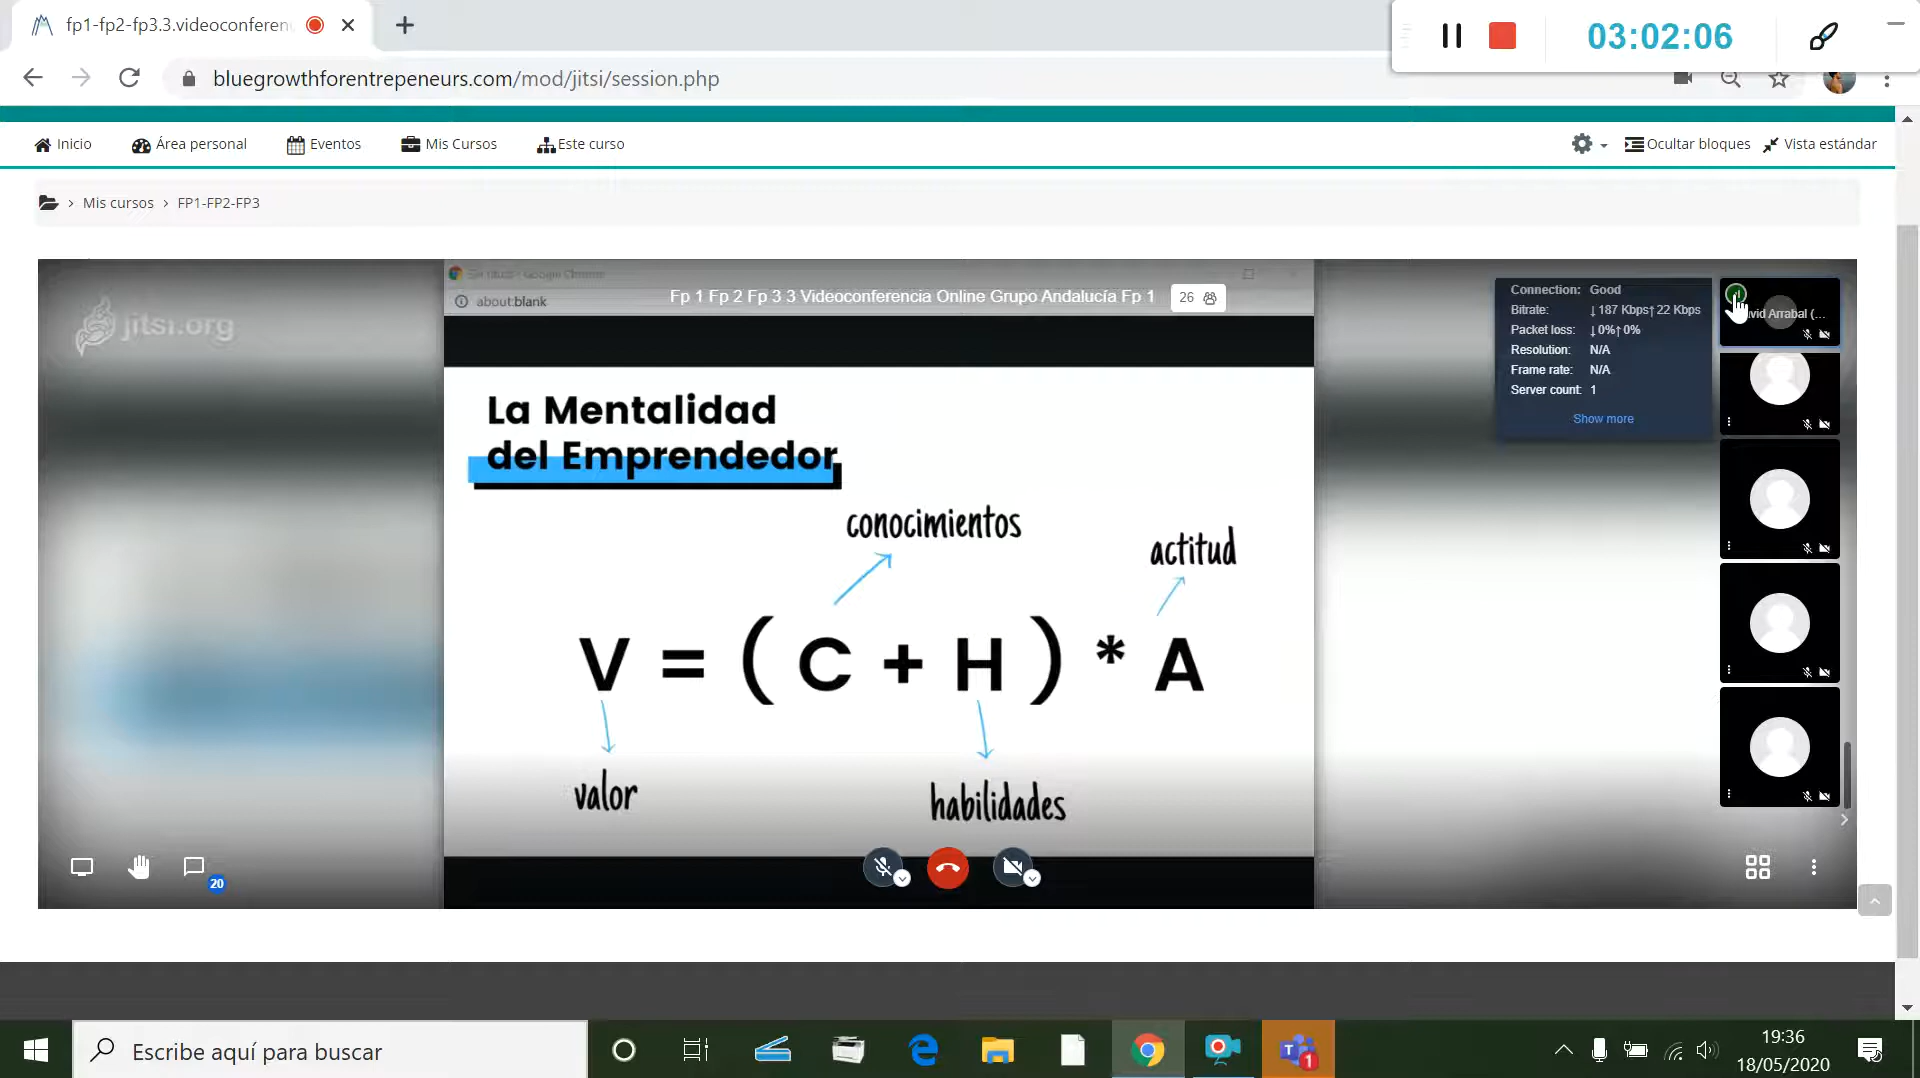 fp1-fp2-fp3.3.videoconferen
03:02:06
bluegrowthforentrepeneurs.com/mod/jitsi/session.php
Inicio
Área personal
Eventos
Mis Cursos
Este curso
Ocultar bloques
Vista estándar
> Mis cursos > FP1-FP2-FP3
jitsi.org
Google Chrome
about:blank
Fp 1 Fp 2 Fp 3 3 Videoconferencia Online Grupo Andalucía Fp 1
26
Connection: Good
Bitrate: ↓187 Kbps↑22 Kbps
Packet loss: ↓0%↑0%
Resolution: N/A
Frame rate: N/A
Server count: 1
Show more
Arrabal (...
La Mentalidad
del Emprendedor
conocimientos
actitud
V = ( C + H ) * A
valor
habilidades
20
Escribe aquí para buscar
1
19:36
18/05/2020